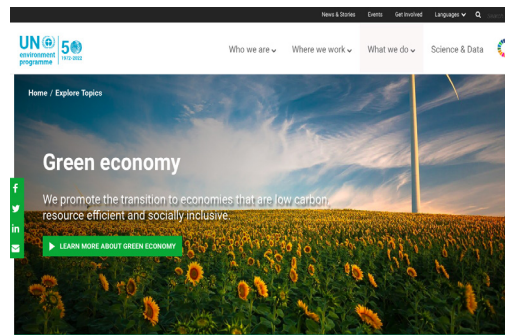 News & Stories Events Get Involved Languages Search
UN environment programme 50 1972-2022
Who we are Where we work What we do Science & Data
Home / Explore Topics
Green economy
We promote the transition to economies that are low carbon,
resource efficient and socially inclusive.
LEARN MORE ABOUT GREEN ECONOMY